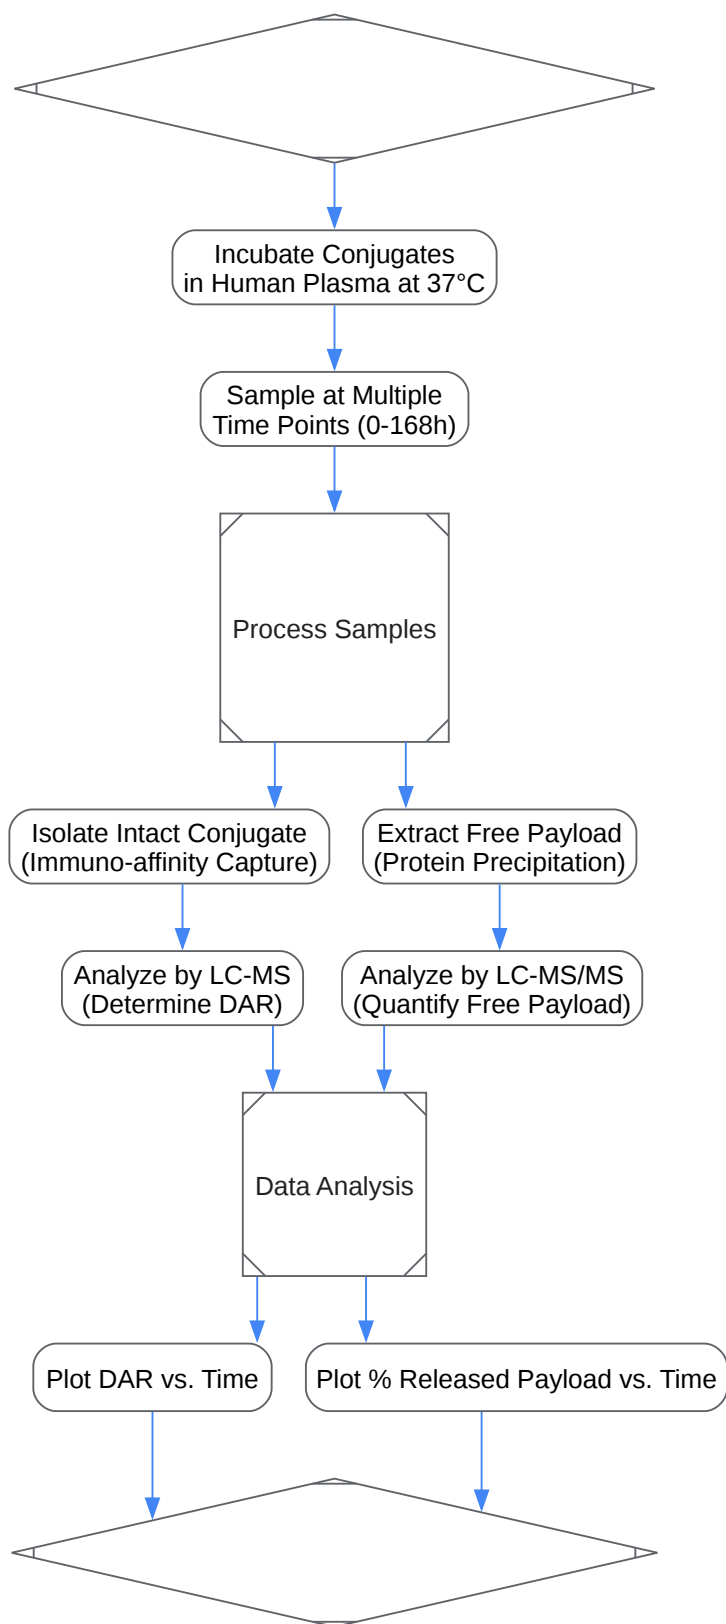 Incubate Conjugates
in Human Plasma at 37°C
Sample at Multiple
Time Points (0-168h)
Process Samples
Isolate Intact Conjugate
(Immuno-affinity Capture)
Extract Free Payload
(Protein Precipitation)
Analyze by LC-MS
(Determine DAR)
Analyze by LC-MS/MS
(Quantify Free Payload)
Data Analysis
Plot DAR vs. Time
Plot % Released Payload vs. Time